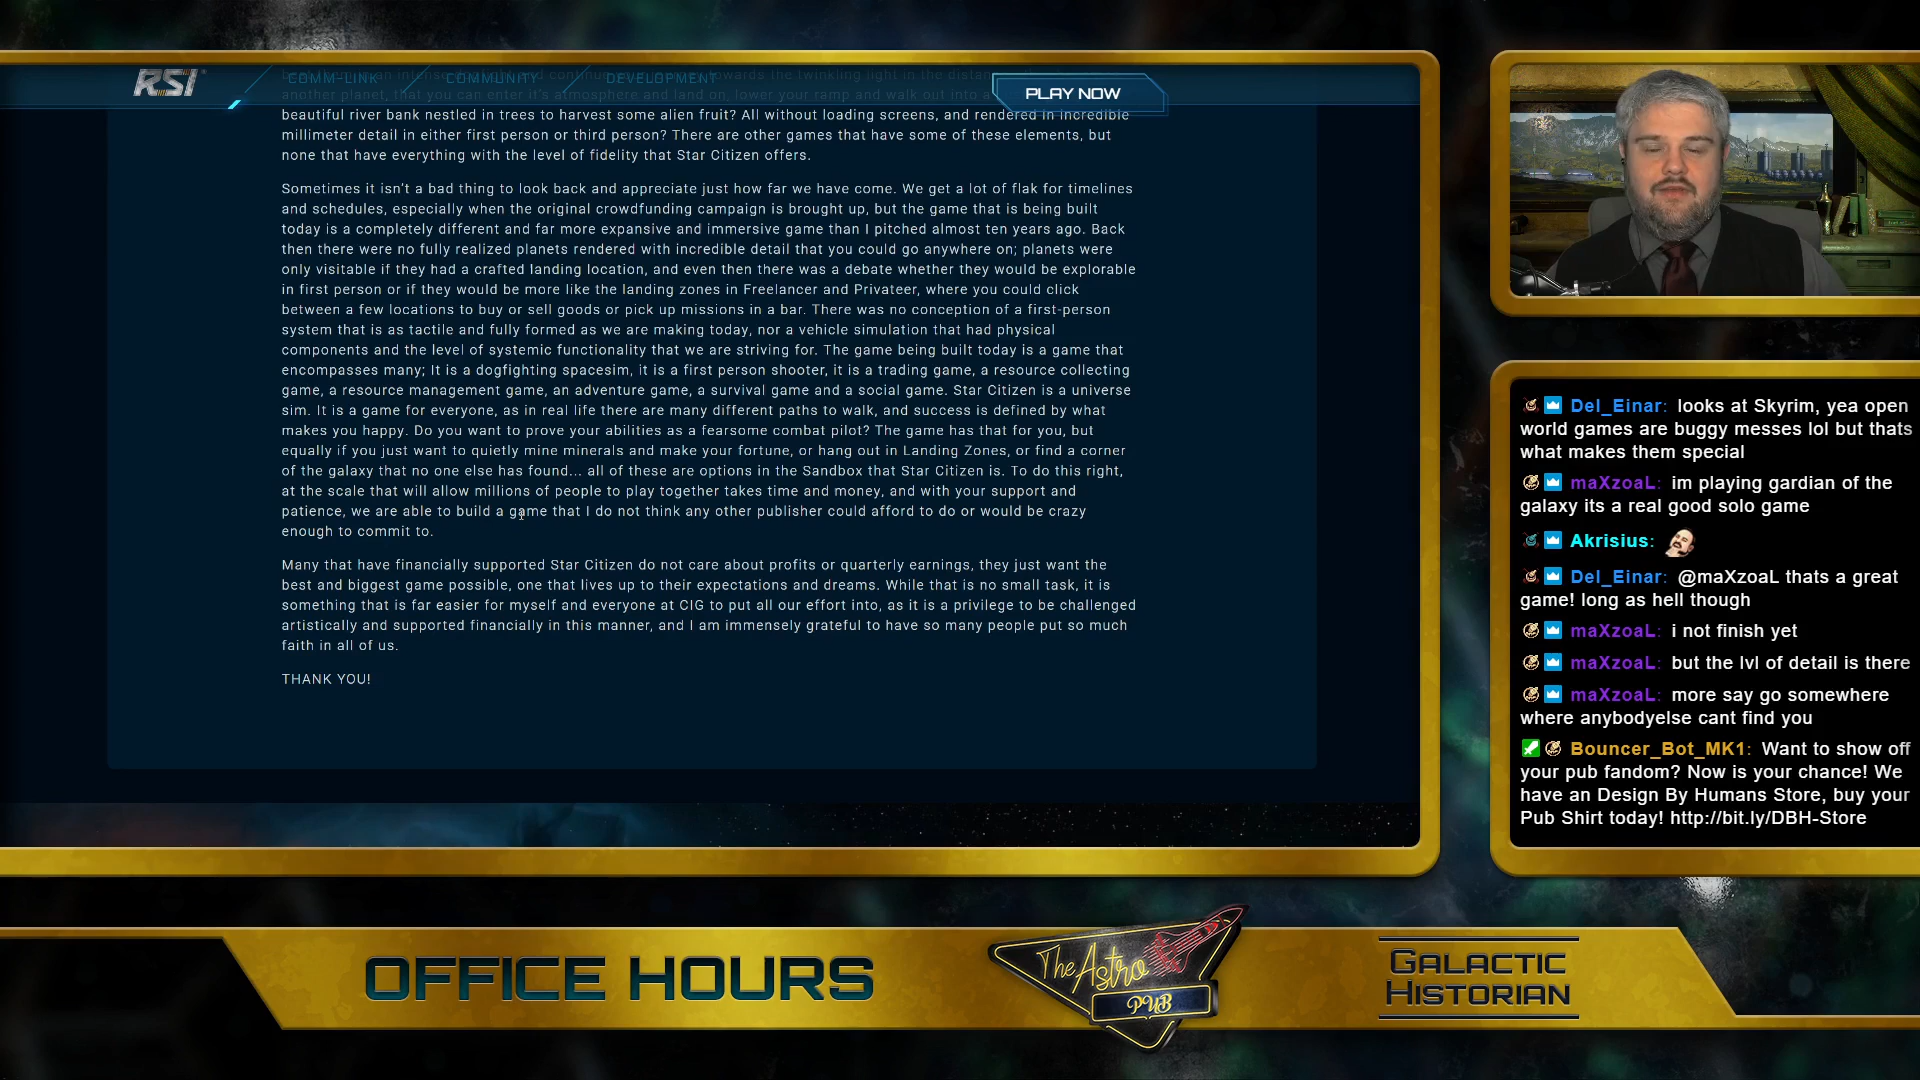 RSI
COMM-LINK
COMMUNITY
DEVELOPMENT
PLAY NOW
another planet, that you can enter it's atmosphere and land on, lower your ramp and walk out into a
beautiful river bank nestled in trees to harvest some alien fruit? All without loading screens, and rendered in incredible
millimeter detail in either first person or third person? There are other games that have some of these elements, but
none that have everything with the level of fidelity that Star Citizen offers.
Sometimes it isn't a bad thing to look back and appreciate just how far we have come. We get a lot of flak for timelines
and schedules, especially when the original crowdfunding campaign is brought up, but the game that is being built
today is a completely different and far more expansive and immersive game than I pitched almost ten years ago. Back
then there were no fully realized planets rendered with incredible detail that you could go anywhere on; planets were
only visitable if they had a crafted landing location, and even then there was a debate whether they would be explorable
in first person or if they would be more like the landing zones in Freelancer and Privateer, where you could click
between a few locations to buy or sell goods or pick up missions in a bar. There was no conception of a first-person
system that is as tactile and fully formed as we are making today, nor a vehicle simulation that had physical
components and the level of systemic functionality that we are striving for. The game being built today is a game that
encompasses many; It is a dogfighting spacesim, it is a first person shooter, it is a trading game, a resource collecting
game, a resource management game, an adventure game, a survival game and a social game. Star Citizen is a universe
sim. It is a game for everyone, as in real life there are many different paths to walk, and success is defined by what
makes you happy. Do you want to prove your abilities as a fearsome combat pilot? The game has that for you, but
equally if you just want to quietly mine minerals and make your fortune, or hang out in Landing Zones, or find a corner
of the galaxy that no one else has found... all of these are options in the Sandbox that Star Citizen is. To do this right,
at the scale that will allow millions of people to play together takes time and money, and with your support and
patience, we are able to build a game that I do not think any other publisher could afford to do or would be crazy
enough to commit to.
Many that have financially supported Star Citizen do not care about profits or quarterly earnings, they just want the
best and biggest game possible, one that lives up to their expectations and dreams. While that is no small task, it is
something that is far easier for myself and everyone at CIG to put all our effort into, as it is a privilege to be challenged
artistically and supported financially in this manner, and I am immensely grateful to have so many people put so much
faith in all of us.
THANK YOU!
Del_Einar: looks at Skyrim, yea open
world games are buggy messes lol but thats
what makes them special
maXzoaL: im playing gardian of the
galaxy its a real good solo game
Akrisius:
Del_Einar: @maXzoaL thats a great
game! long as hell though
maXzoaL: i not finish yet
maXzoaL: but the lvl of detail is there
maXzoaL: more say go somewhere
where anybodyelse cant find you
Bouncer_Bot_MK1: Want to show off
your pub fandom? Now is your chance! We
have an Design By Humans Store, buy your
Pub Shirt today! http://bit.ly/DBH-Store
OFFICE HOURS
The Astro
PUB
GALACTIC
HISTORIAN